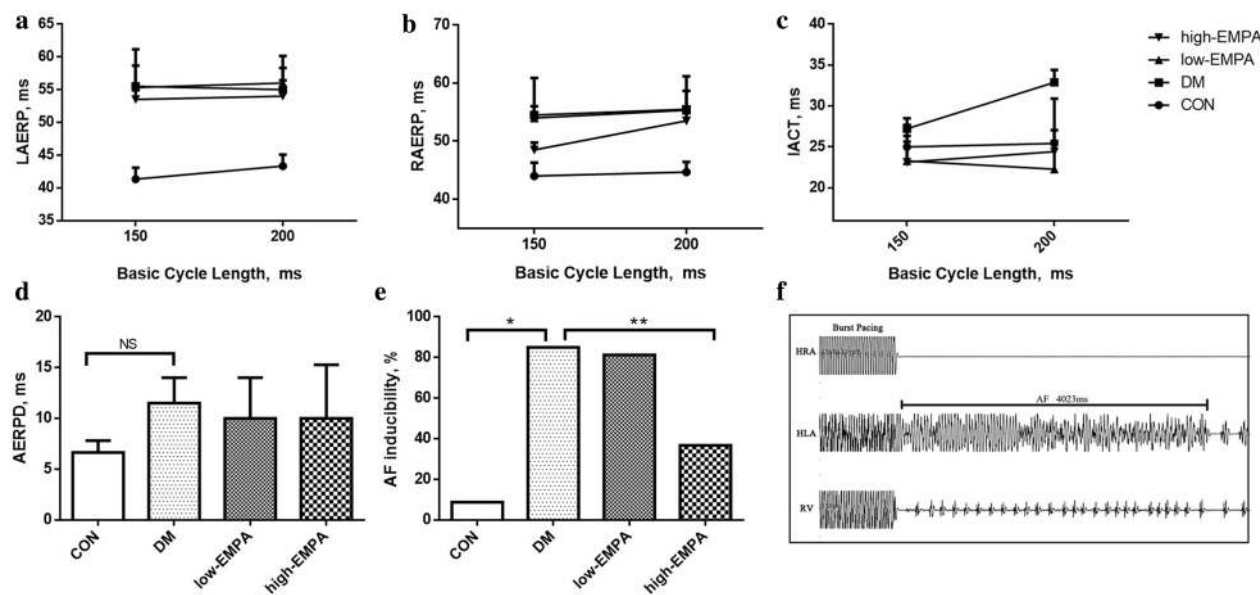 a
LAERP, ms
65
60
55
50
45
40
35
150
200
Basic Cycle Length, ms
b
RAERP, ms
70
60
50
40
150
200
Basic Cycle Length, ms
c
IACT, ms
45
40
35
30
25
20
150
200
Basic Cycle Length, ms
high-EMPA
low-EMPA
DM
CON
d
AERPD, ms
20
15
10
5
0
NS
CON
DM
low-EMPA
high-EMPA
e
AF inducibility, %
100
80
60
40
20
0
*
**
CON
DM
low-EMPA
high-EMPA
f
Burst Pacing
HRA
AF 4023ms
HLA
RV